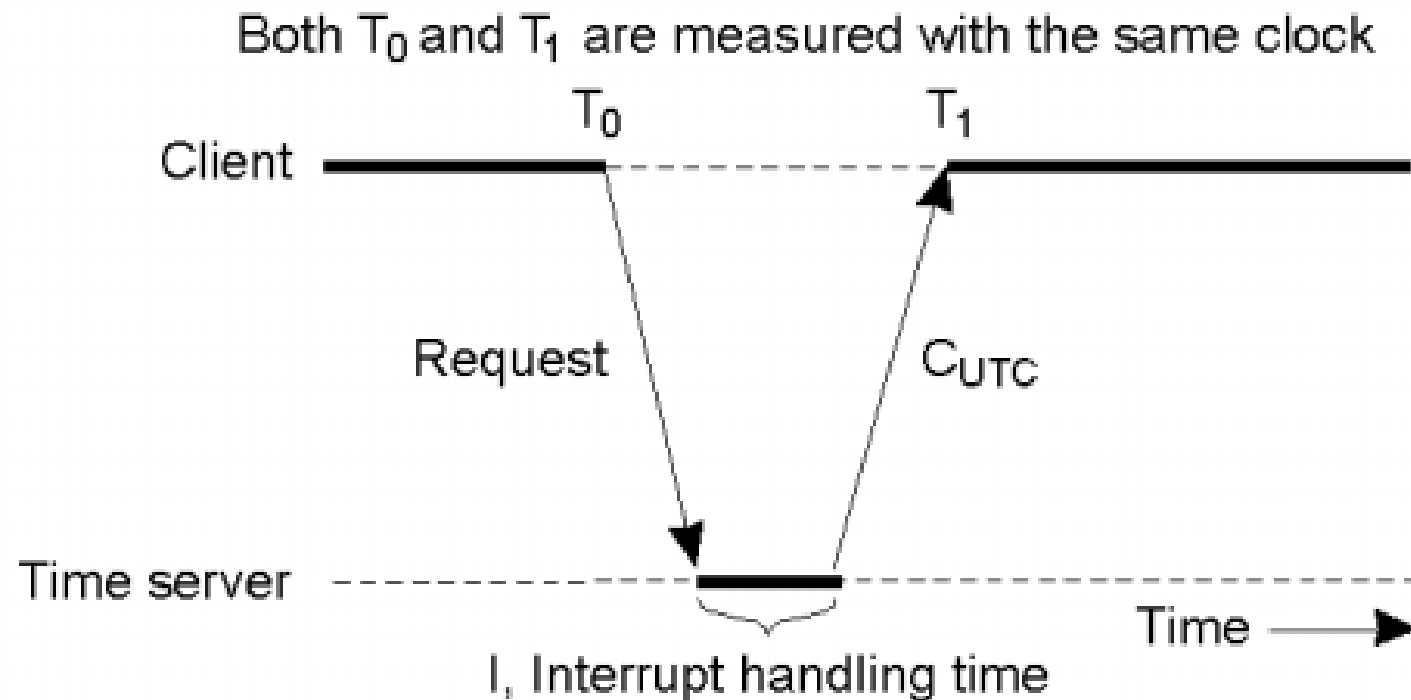 Both T₀ and T₁ are measured with the same clock
T₀
T₁
Client
Request
C_UTC
Time server
Time
I, Interrupt handling time